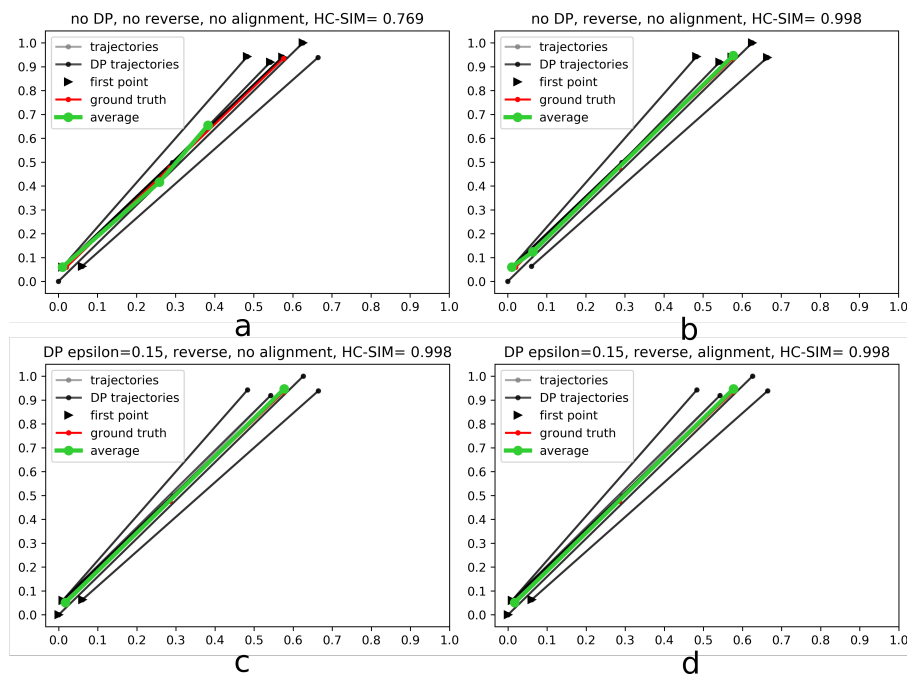 no DP, no reverse, no alignment, HC-SIM= 0.769
1.0
0.9
0.8
0.7
0.6
0.5
0.4
0.3
0.2
0.1
0.0
trajectories
DP trajectories
first point
ground truth
average
0.0 0.1 0.2 0.3 0.4 0.5 0.6 0.7 0.8 0.9 1.0
a
no DP, reverse, no alignment, HC-SIM= 0.998
1.0
0.9
0.8
0.7
0.6
0.5
0.4
0.3
0.2
0.1
0.0
trajectories
DP trajectories
first point
ground truth
average
0.0 0.1 0.2 0.3 0.4 0.5 0.6 0.7 0.8 0.9 1.0
b
DP epsilon=0.15, reverse, no alignment, HC-SIM= 0.998
1.0
0.9
0.8
0.7
0.6
0.5
0.4
0.3
0.2
0.1
0.0
trajectories
DP trajectories
first point
ground truth
average
0.0 0.1 0.2 0.3 0.4 0.5 0.6 0.7 0.8 0.9 1.0
c
DP epsilon=0.15, reverse, alignment, HC-SIM= 0.998
1.0
0.9
0.8
0.7
0.6
0.5
0.4
0.3
0.2
0.1
0.0
trajectories
DP trajectories
first point
ground truth
average
0.0 0.1 0.2 0.3 0.4 0.5 0.6 0.7 0.8 0.9 1.0
d